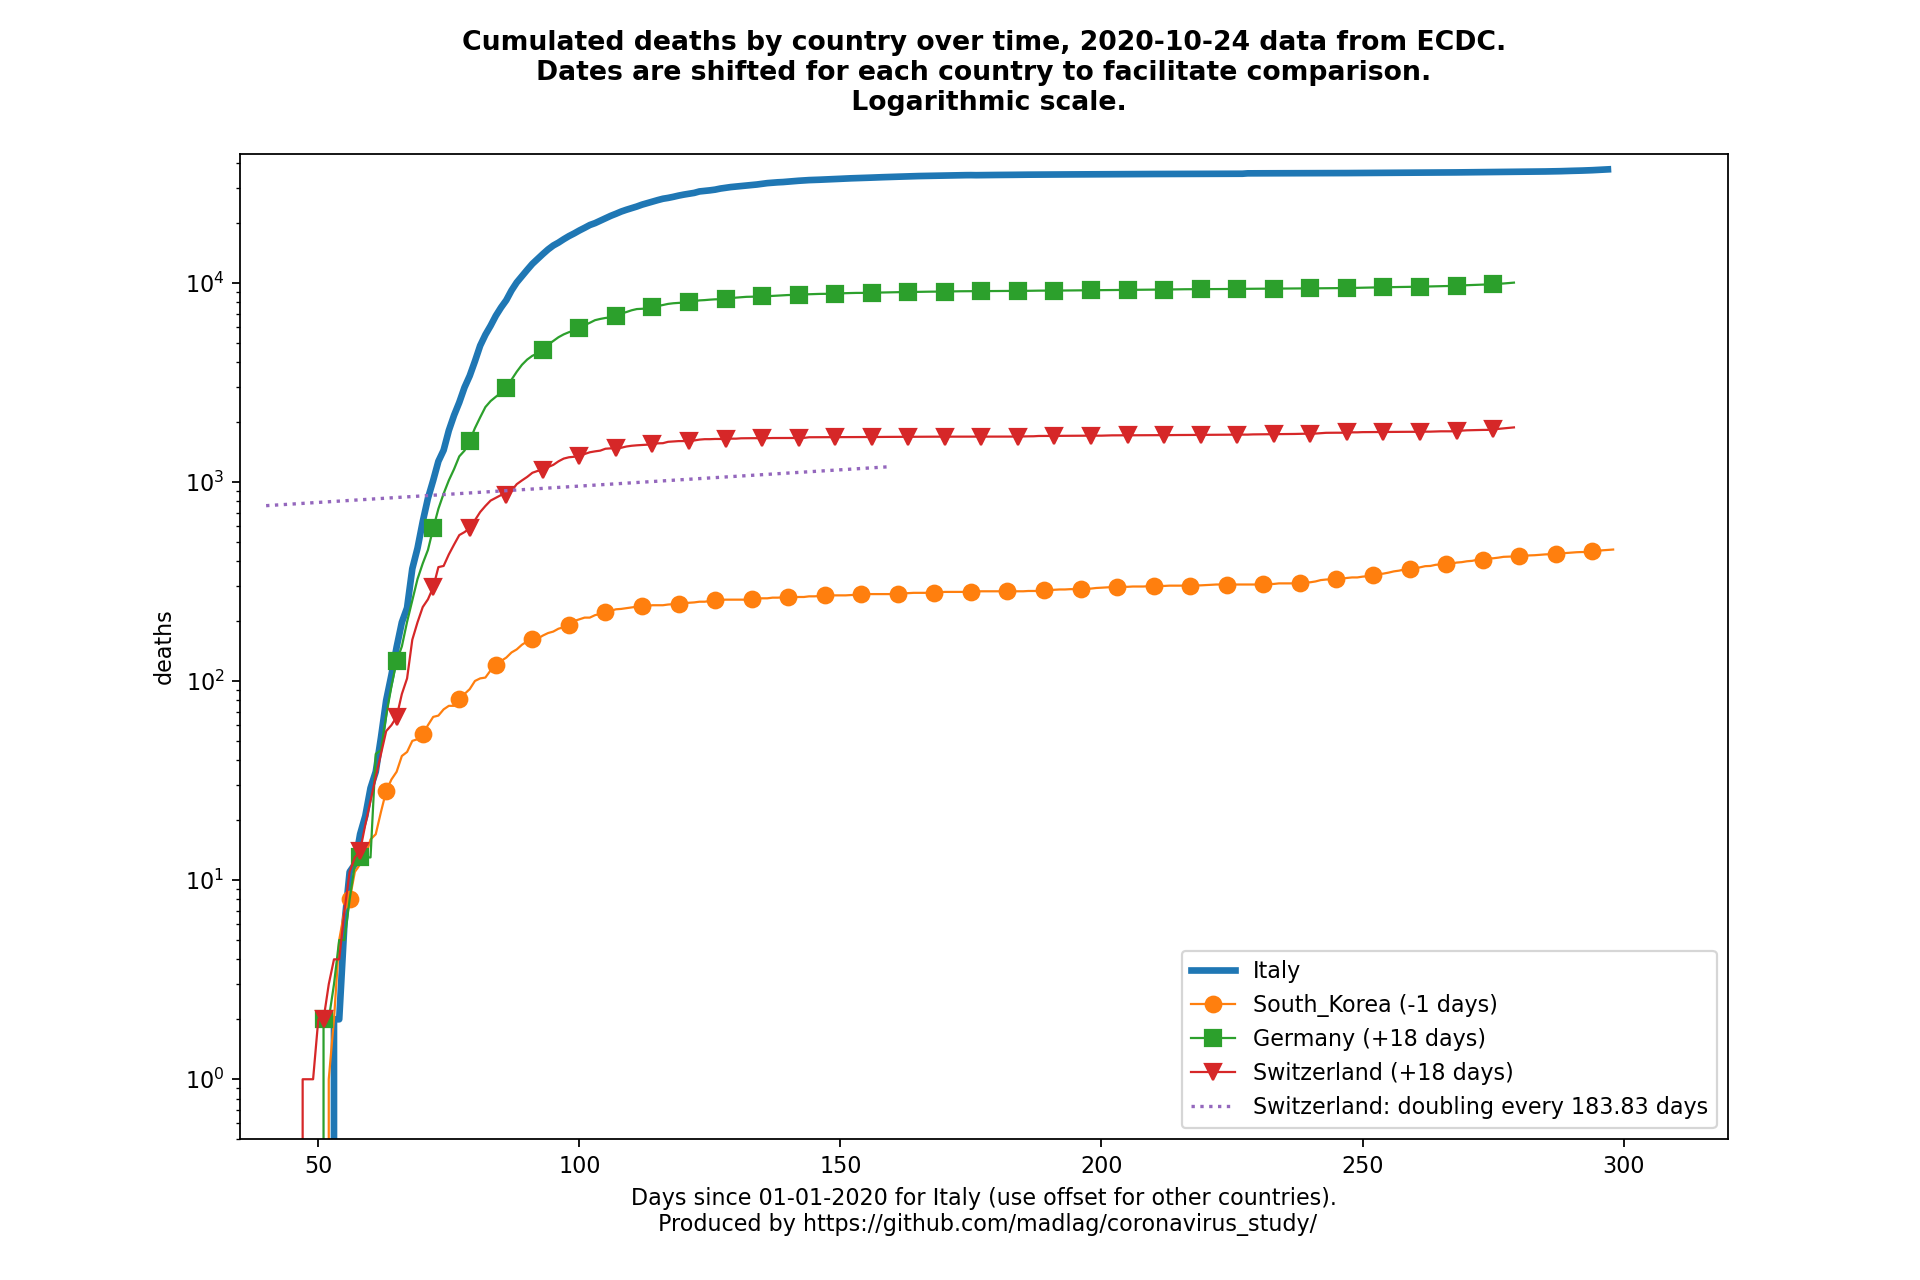 Cumulated deaths by country over time, 2020-10-24 data from ECDC.
Dates are shifted for each country to facilitate comparison.
Logarithmic scale.
deaths
10^4
10^3
10^2
10^1
10^0
50 100 150 200 250 300
Days since 01-01-2020 for Italy (use offset for other countries).
Produced by https://github.com/madlag/coronavirus_study/
Italy
South_Korea (-1 days)
Germany (+18 days)
Switzerland (+18 days)
Switzerland: doubling every 183.83 days